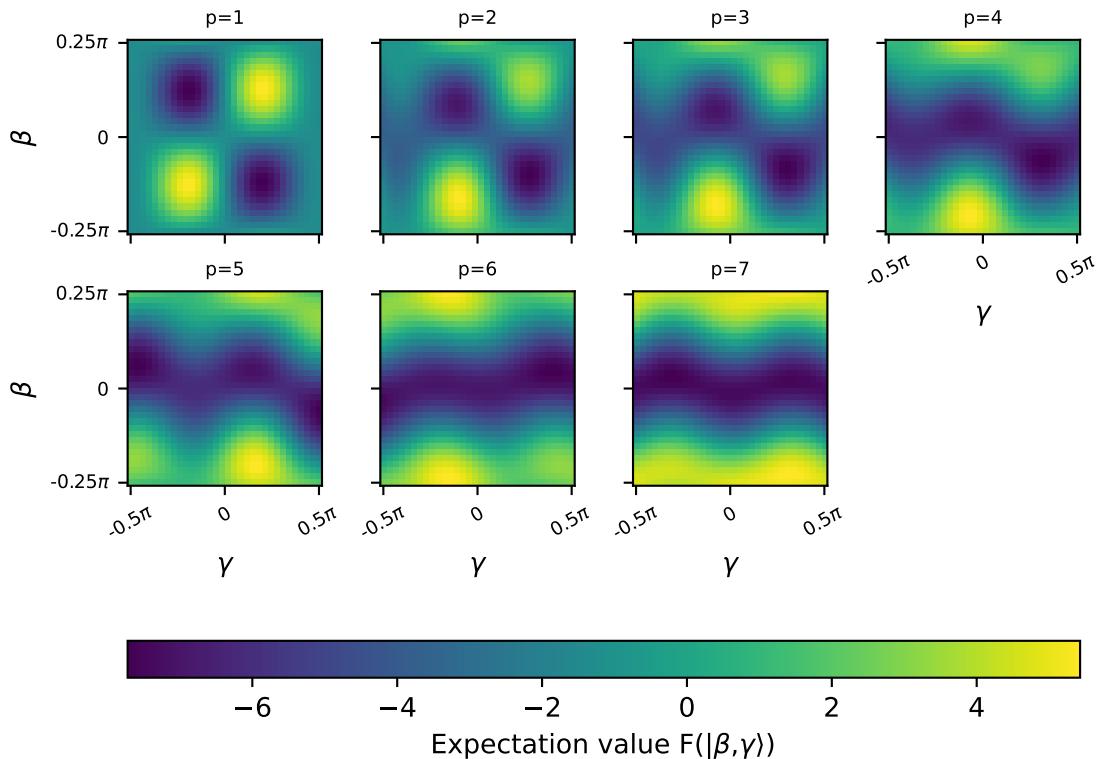 p=1
p=2
p=3
p=4
0.25π
0
-0.25π
β
-0.5π
0
0.5π
γ
p=5
p=6
p=7
0.25π
0
-0.25π
β
-0.5π
0
0.5π
-0.5π
0
0.5π
-0.5π
0
0.5π
γ
γ
γ
−6
−4
−2
0
2
4
Expectation value F(|β,γ⟩)